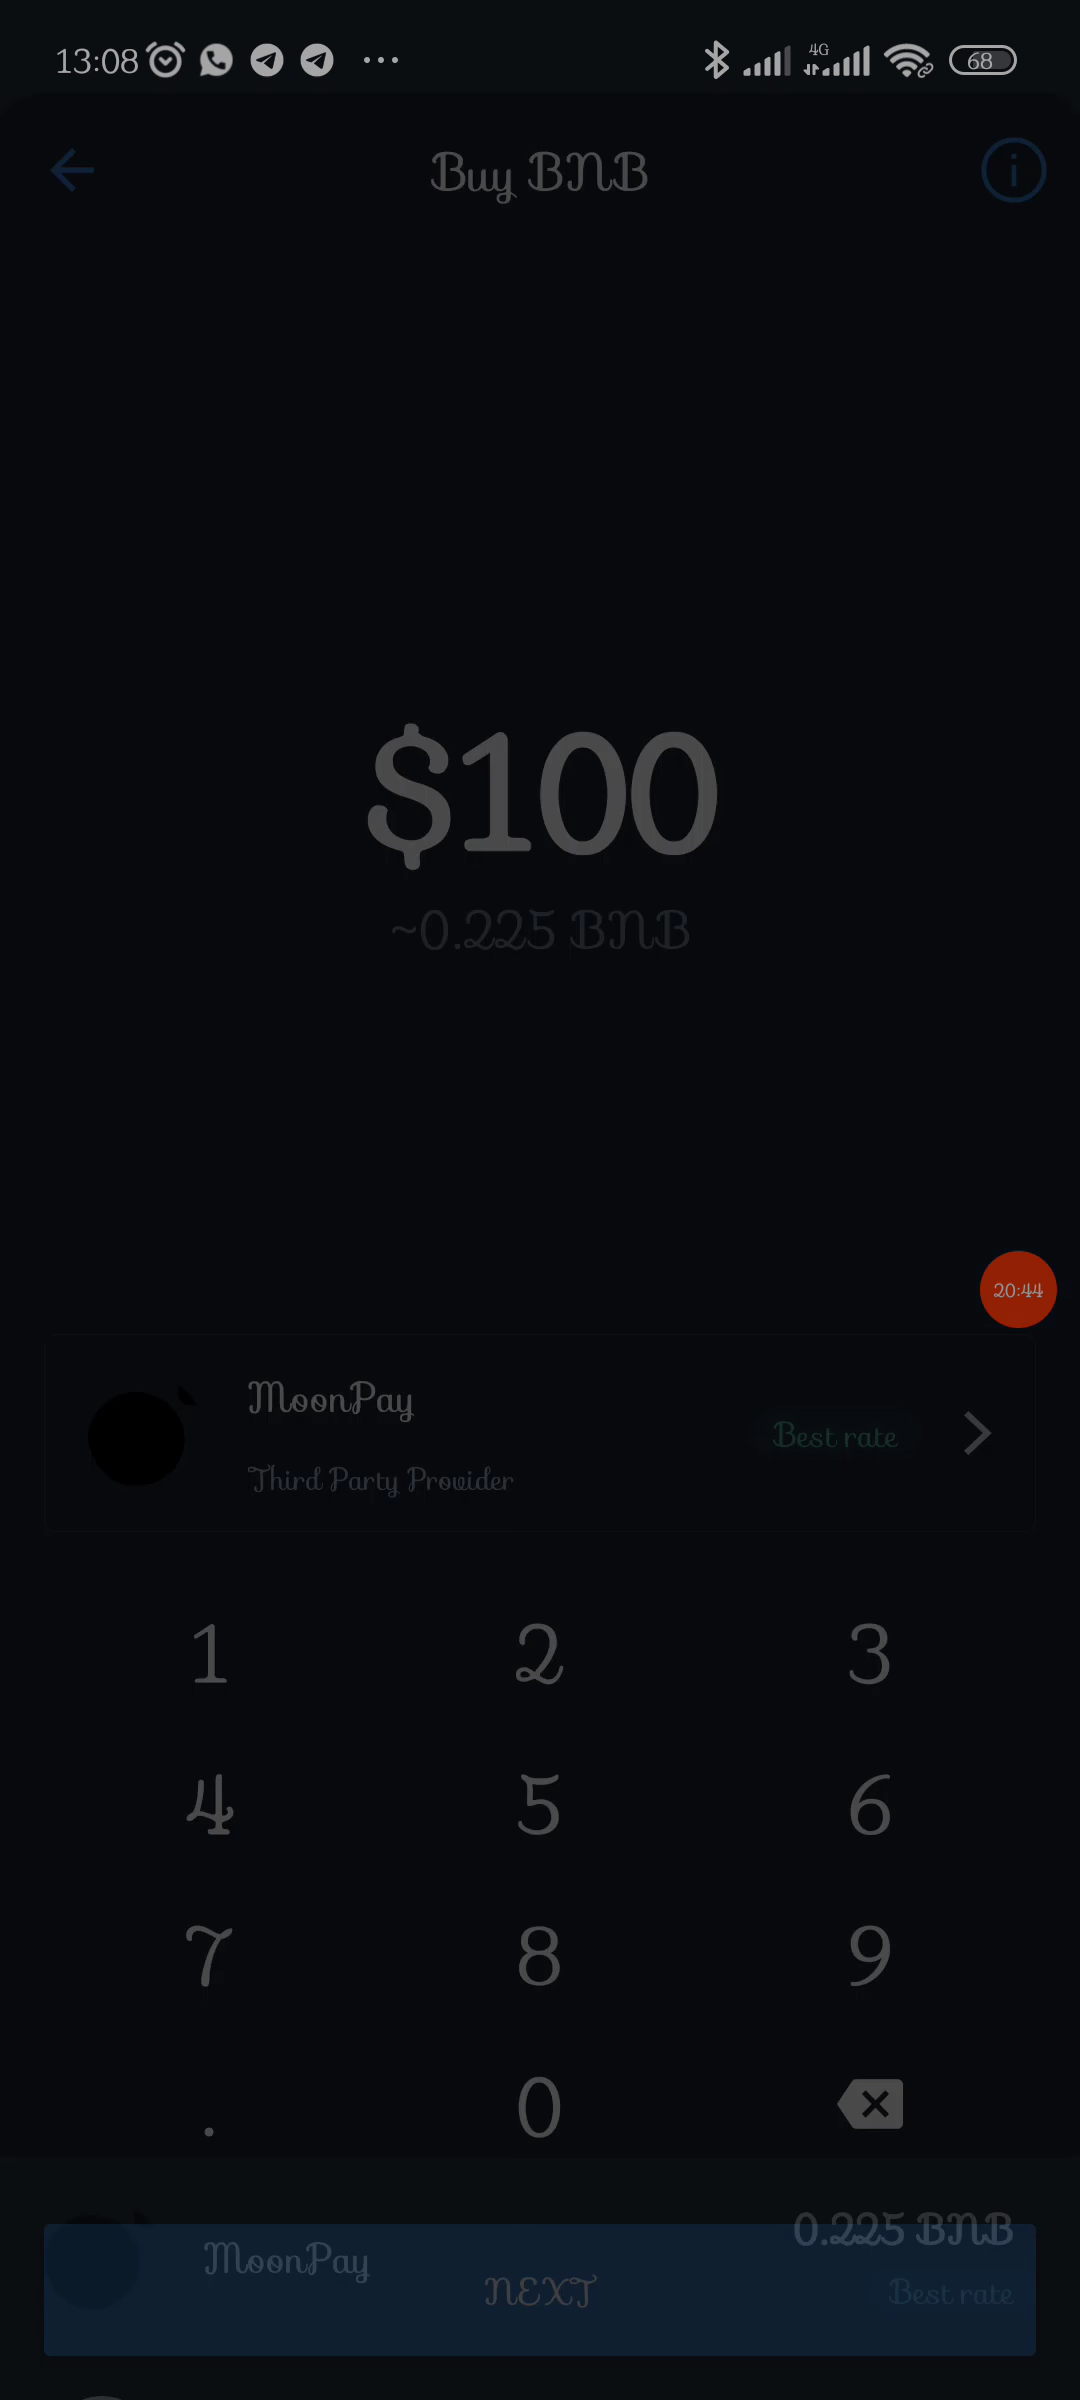 13:08
4G
68
Buy BNB
$100
~0.225 BNB
20:44
MoonPay
Best rate
Third Party Provider
1 2 3
4 5 6
7 8 9
. 0
0.225 BNB
MoonPay
NEXT
Best rate